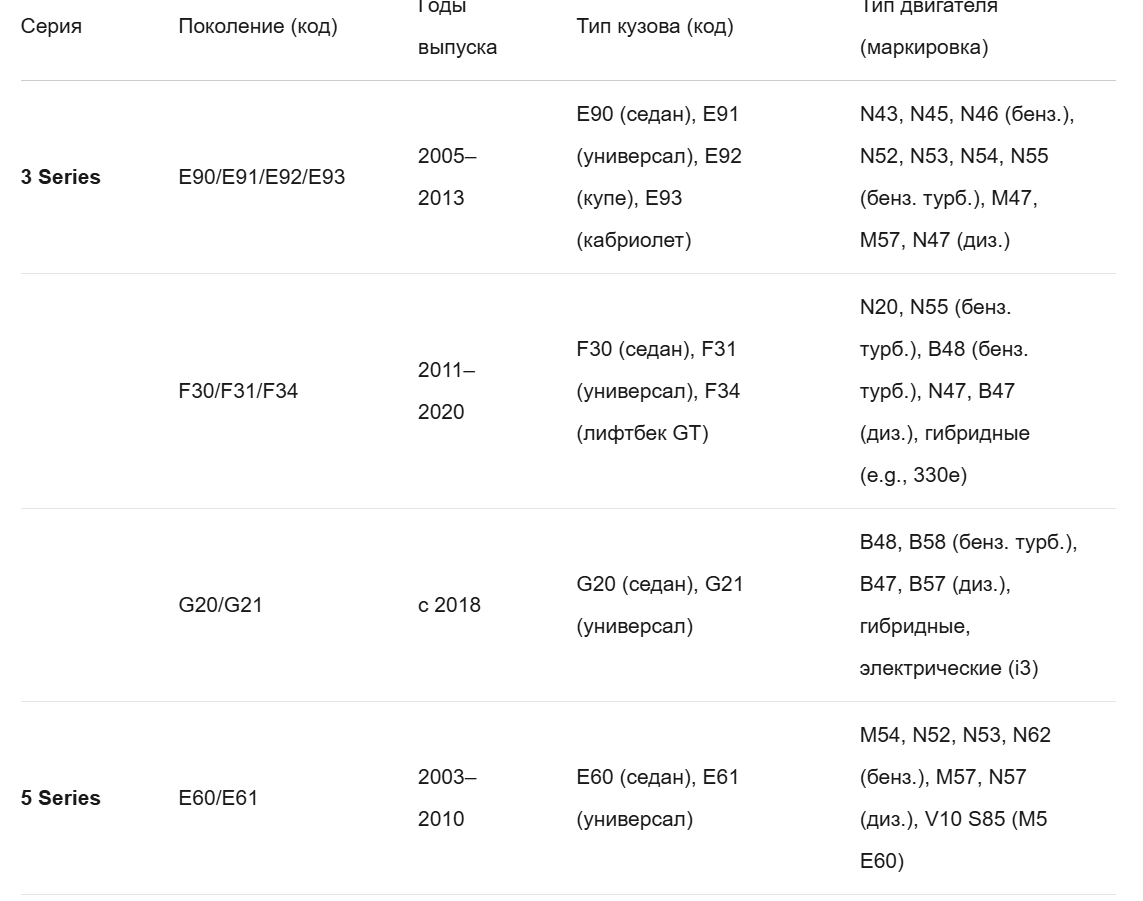 Серия
Поколение (код)
Годы
выпуска
Тип кузова (код)
Тип двигателя
(маркировка)
3 Series
E90/E91/E92/E93
2005–
2013
E90 (седан), E91
(универсал), E92
(купе), E93
(кабриолет)
N43, N45, N46 (бенз.),
N52, N53, N54, N55
(бенз. турб.), M47,
M57, N47 (диз.)
F30/F31/F34
2011–
2020
F30 (седан), F31
(универсал), F34
(лифтбек GT)
N20, N55 (бенз.
турб.), B48 (бенз.
турб.), N47, B47
(диз.), гибридные
(e.g., 330e)
G20/G21
с 2018
G20 (седан), G21
(универсал)
B48, B58 (бенз. турб.),
B47, B57 (диз.),
гибридные,
электрические (i3)
5 Series
E60/E61
2003–
2010
E60 (седан), E61
(универсал)
M54, N52, N53, N62
(бенз.), M57, N57
(диз.), V10 S85 (M5
E60)